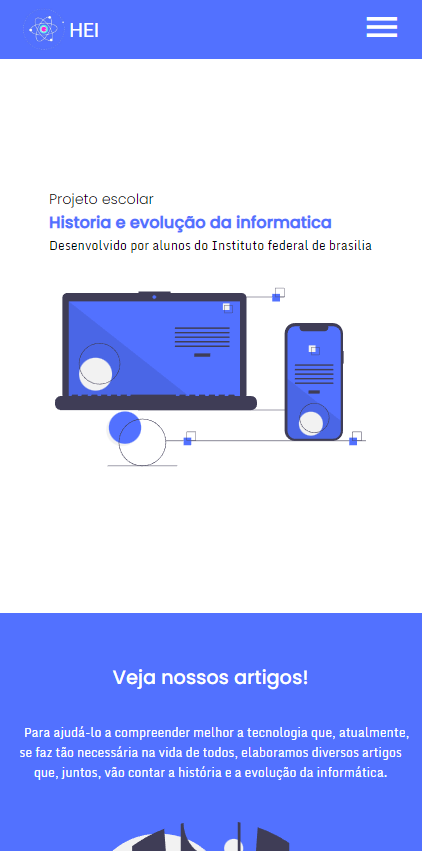 HEI
Projeto escolar
Historia e evolução da informatica
Desenvolvido por alunos do Instituto federal de brasilia
Veja nossos artigos!
Para ajudá-lo a compreender melhor a tecnologia que, atualmente,
se faz tão necessária na vida de todos, elaboramos diversos artigos
que, juntos, vão contar a história e a evolução da informática.